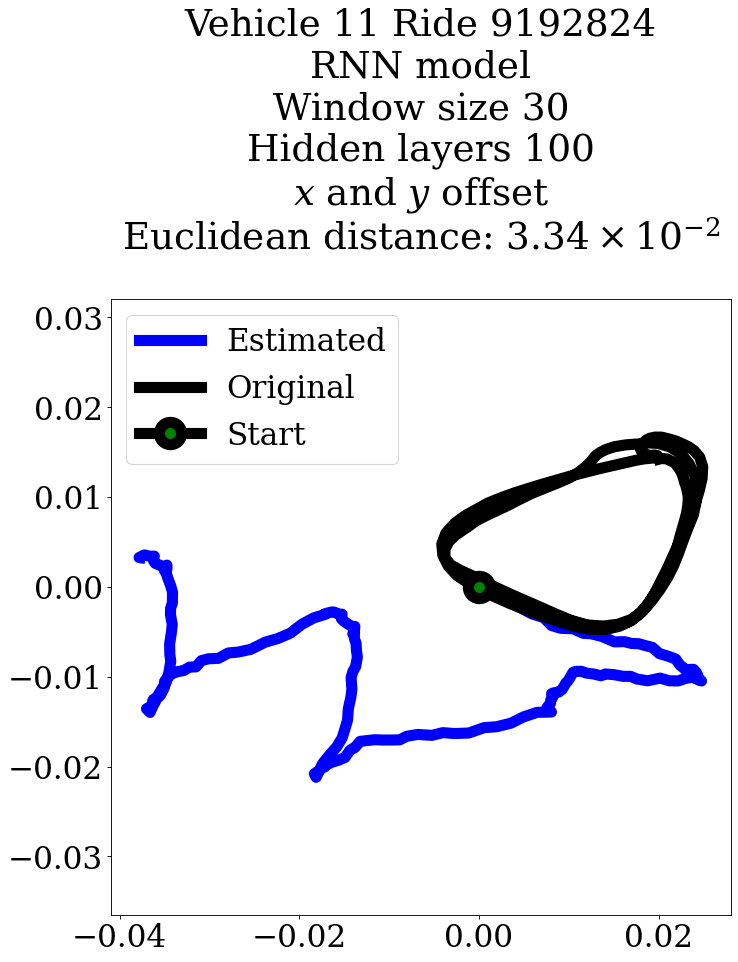 Vehicle 11 Ride 9192824
RNN model
Window size 30
Hidden layers 100
x and y offset
Euclidean distance: 3.34 × 10⁻²
Estimated
Original
Start
0.03
0.02
0.01
0.00
−0.01
−0.02
−0.03
−0.04
−0.02
0.00
0.02